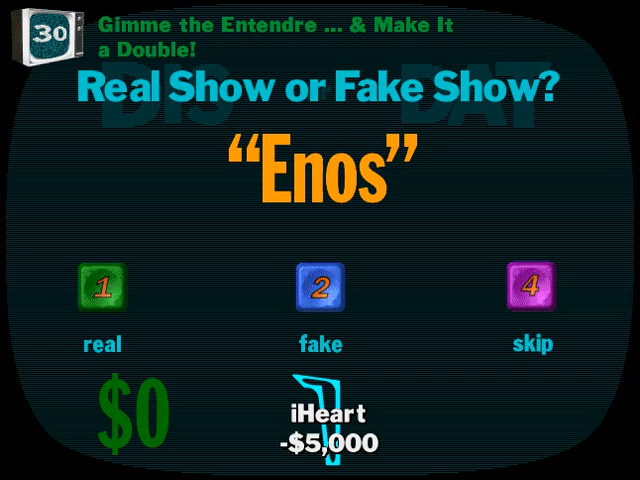 30
Gimme the Entendre ... & Make It
a Double!
DIS DAT
Real Show or Fake Show?
“Enos”
1
2
4
real
fake
skip
$0
iHeart
-$5,000